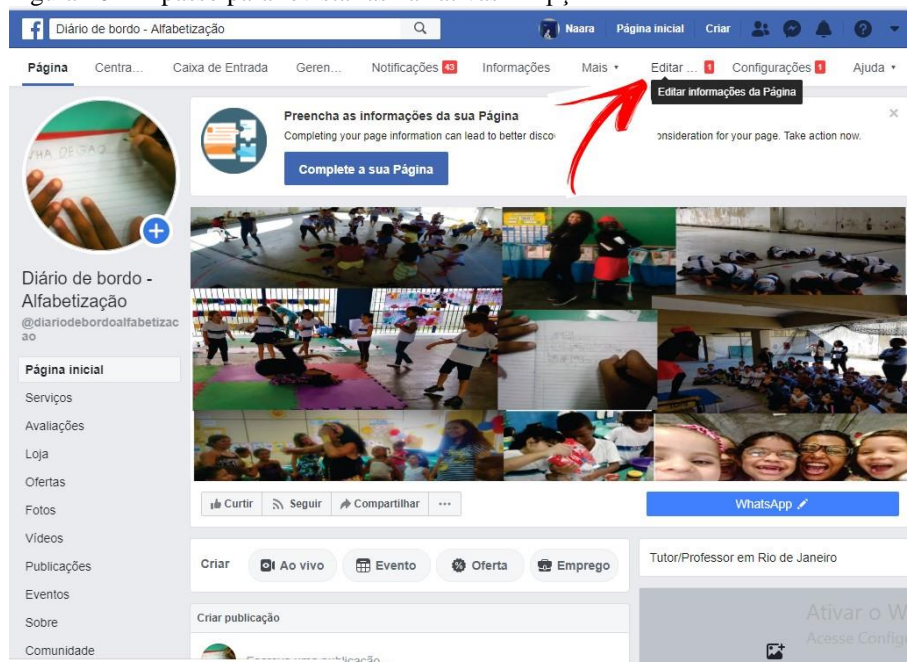 Diário de bordo - Alfabetização
Naara Página inicial Criar
Página Centra... Caixa de Entrada Geren... Notificações 43 Informações Mais Editar ... 1 Configurações 1 Ajuda
Editar informações da Página
Preencha as informações da sua Página
Completing your page information can lead to better disco onsideration for your page. Take action now.
Complete a sua Página
Diário de bordo -
Alfabetização
@diariodebordoalfabetizac
ao
Página inicial
Serviços
Avaliações
Loja
Ofertas
Fotos
Vídeos
Publicações
Eventos
Sobre
Comunidade
Curtir Seguir Compartilhar ...
WhatsApp
Criar Ao vivo Evento Oferta Emprego
Tutor/Professor em Rio de Janeiro
Criar publicação
Ativar o W
Acesse Config